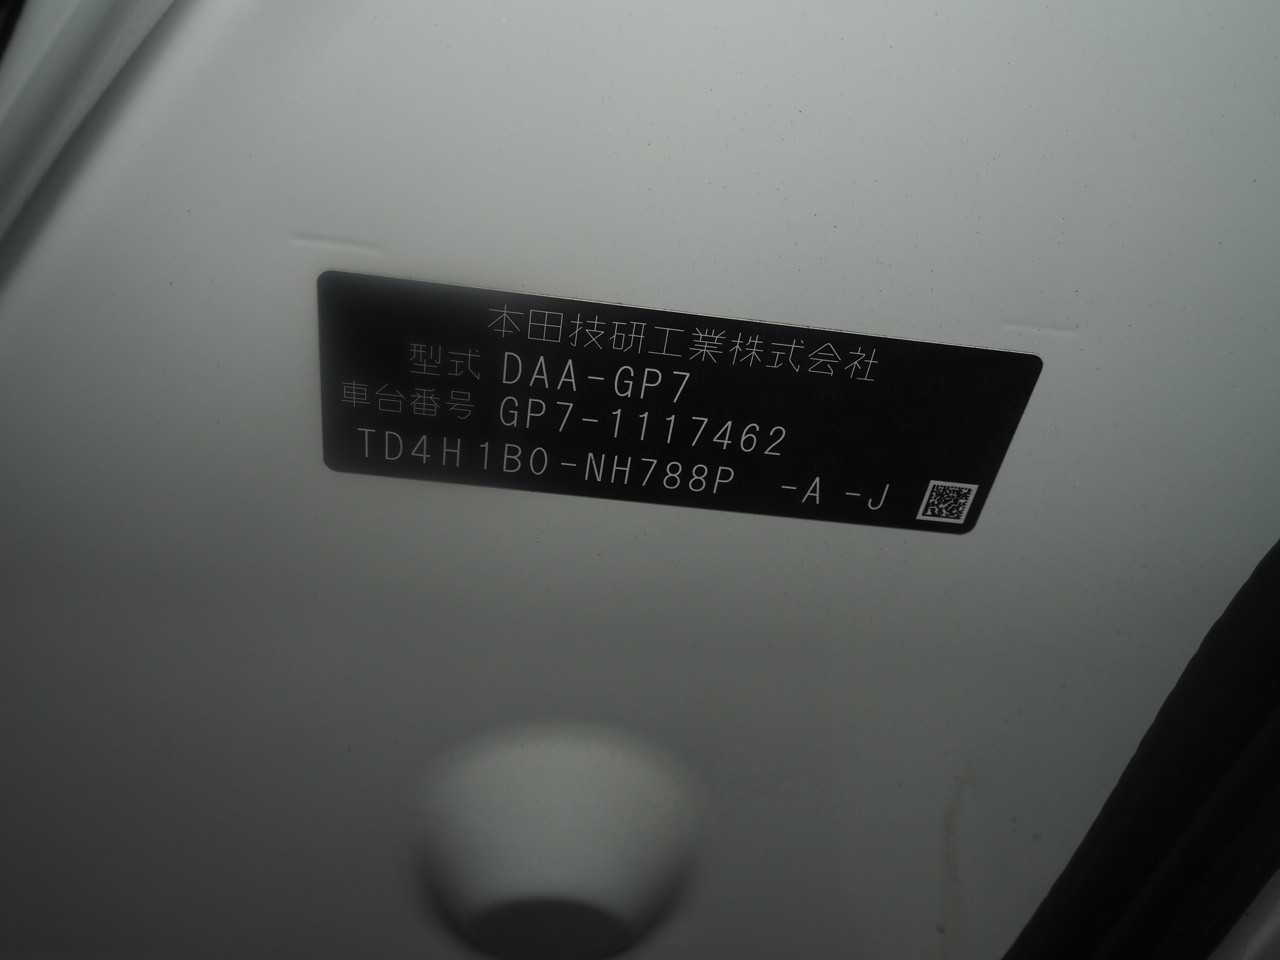 本田技研工業株式会社
型式 DAA-GP7
車台番号 GP7-1117462
TD4H1B0-NH788P -A -J